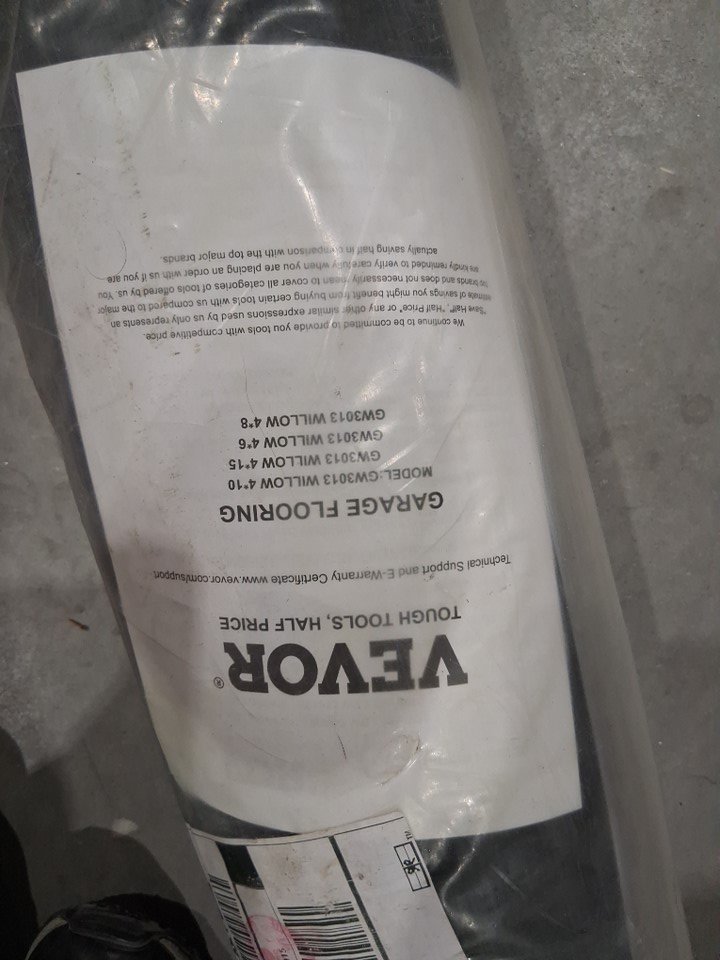 VEVOR®
TOUGH TOOLS, HALF PRICE
Technical Support and E-Warranty Certificate www.vevor.com/support
GARAGE FLOORING
MODEL:GW3013 WILLOW 4*10
GW3013 WILLOW 4*15
GW3013 WILLOW 4*6
GW3013 WILLOW 4*8
We continue to be committed to provide you tools with competitive price.
"Save Half", "Half Price" or any other similar expressions used by us only represents an
estimate of savings you might benefit from buying certain tools with us compared to the major
top brands and does not necessarily mean to cover all categories of tools offered by us. You
are kindly reminded to verify carefully when you are placing an order with us if you are
actually saving half in comparison with the top major brands.